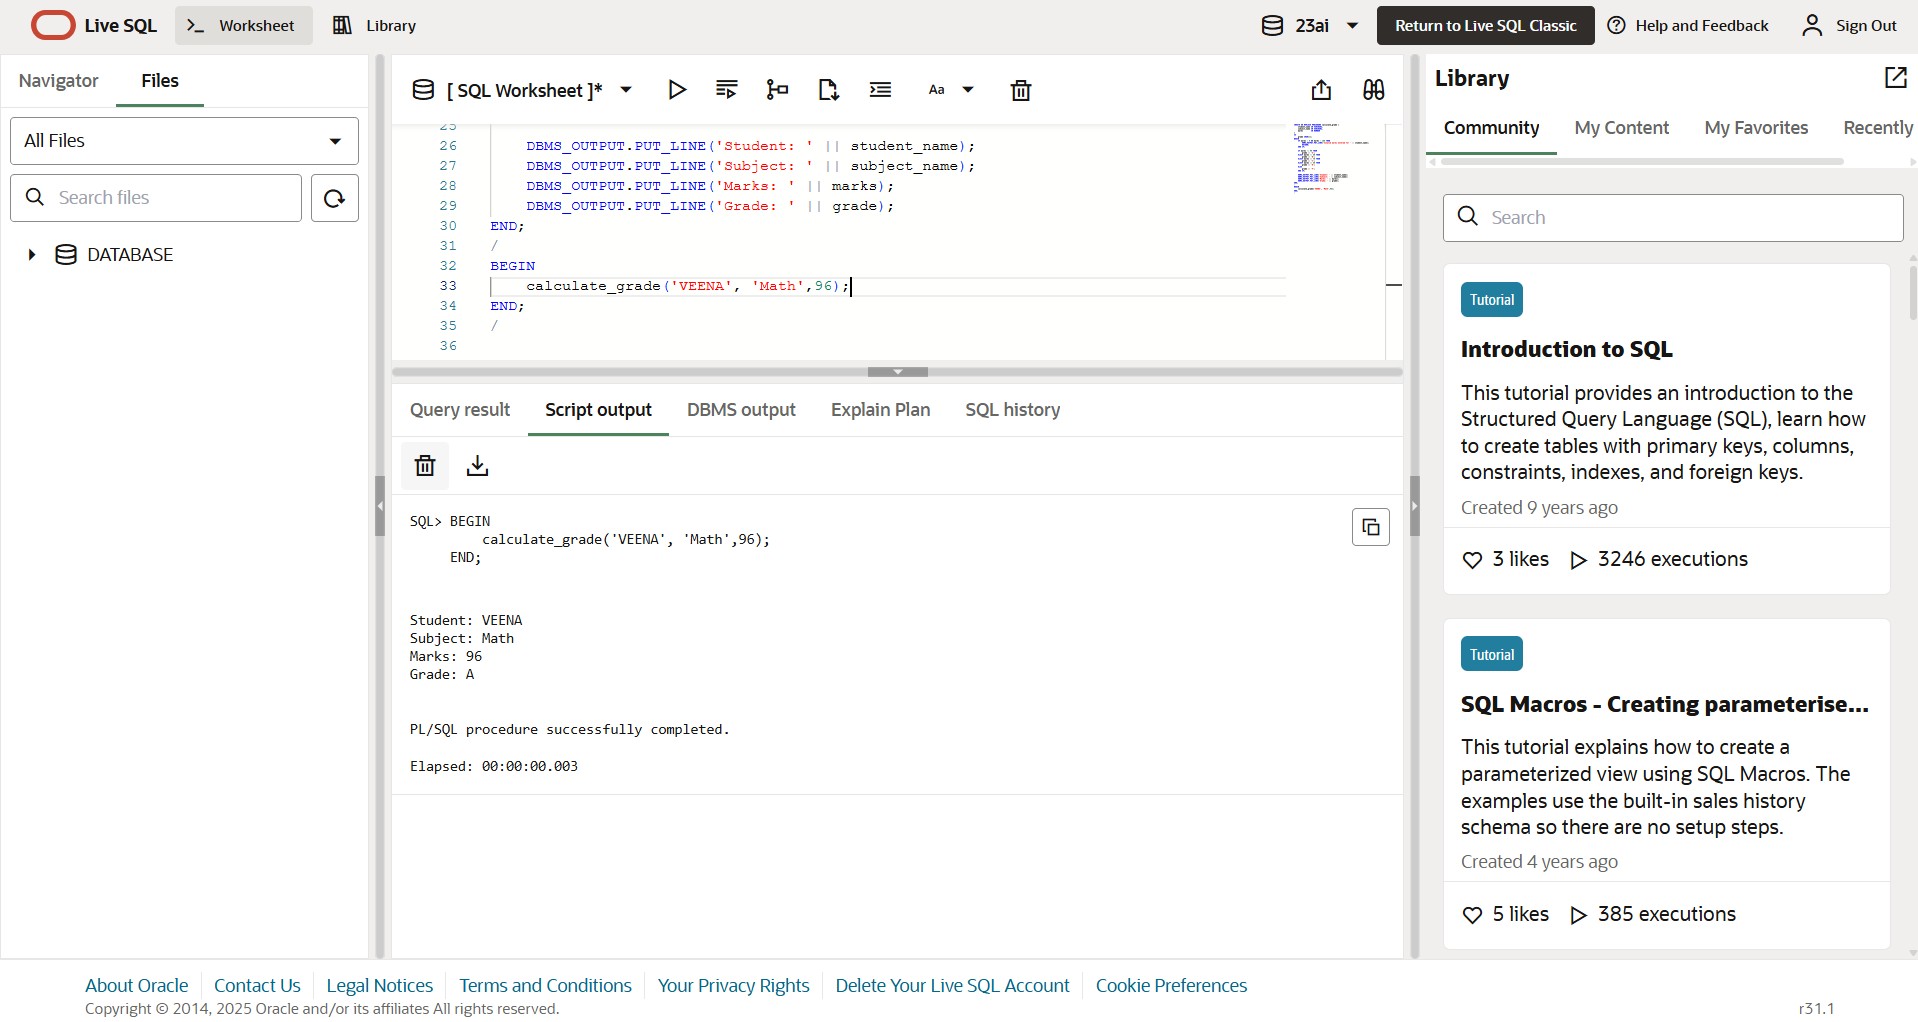 Live SQL
Worksheet
Library
23ai
Return to Live SQL Classic
Help and Feedback
Sign Out
Navigator
Files
All Files
Search files
DATABASE
[ SQL Worksheet ]*
Aa
25
26 DBMS_OUTPUT.PUT_LINE('Student: ' || student_name);
27 DBMS_OUTPUT.PUT_LINE('Subject: ' || subject_name);
28 DBMS_OUTPUT.PUT_LINE('Marks: ' || marks);
29 DBMS_OUTPUT.PUT_LINE('Grade: ' || grade);
30 END;
31 /
32 BEGIN
33 calculate_grade('VEENA', 'Math',96);
34 END;
35 /
36
Query result
Script output
DBMS output
Explain Plan
SQL history
SQL> BEGIN
calculate_grade('VEENA', 'Math',96);
END;
Student: VEENA
Subject: Math
Marks: 96
Grade: A
PL/SQL procedure successfully completed.
Elapsed: 00:00:00.003
Library
Community
My Content
My Favorites
Recently
Search
Tutorial
Introduction to SQL
This tutorial provides an introduction to the
Structured Query Language (SQL), learn how
to create tables with primary keys, columns,
constraints, indexes, and foreign keys.
Created 9 years ago
3 likes
3246 executions
Tutorial
SQL Macros - Creating parameterise...
This tutorial explains how to create a
parameterized view using SQL Macros. The
examples use the built-in sales history
schema so there are no setup steps.
Created 4 years ago
5 likes
385 executions
About Oracle
Contact Us
Legal Notices
Terms and Conditions
Your Privacy Rights
Delete Your Live SQL Account
Cookie Preferences
Copyright © 2014, 2025 Oracle and/or its affiliates All rights reserved.
r31.1